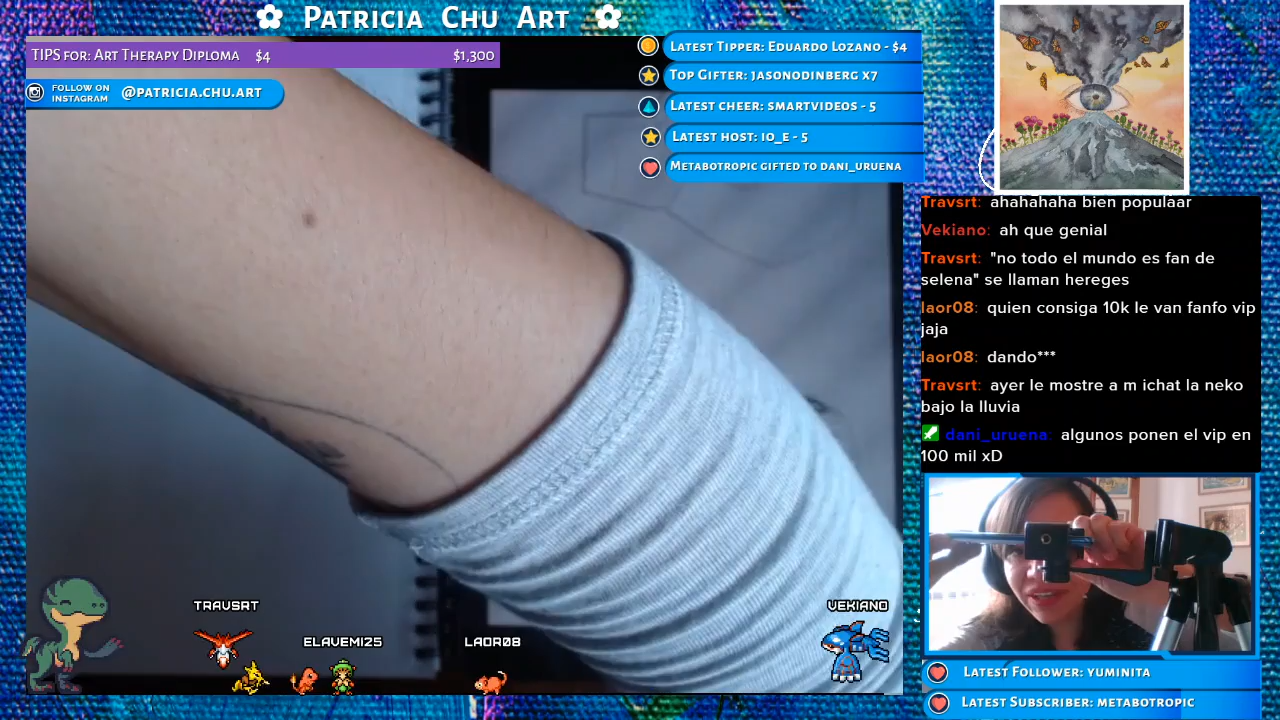 ✿ Patricia Chu Art ✿
TIPS for: Art Therapy Diploma $4 $1,300
FOLLOW ON INSTAGRAM @PATRICIA.CHU.ART
Latest Tipper: Eduardo Lozano - $4
Top Gifter: jasonodinberg x7
Latest cheer: smartvideos - 5
Latest host: io_e - 5
Metabotropic gifted to dani_uruena
Travsrt: ahahahaha bien populaar
Vekiano: ah que genial
Travsrt: "no todo el mundo es fan de
selena" se llaman hereges
laor08: quien consiga 10k le van fanfo vip
jaja
laor08: dando***
Travsrt: ayer le mostre a m ichat la neko
bajo la lluvia
dani_uruena: algunos ponen el vip en
100 mil xD
TRAVSRT
ELAVEMI25
LAOR08
VEKIANO
Latest Follower: yuminita
Latest Subscriber: metabotropic